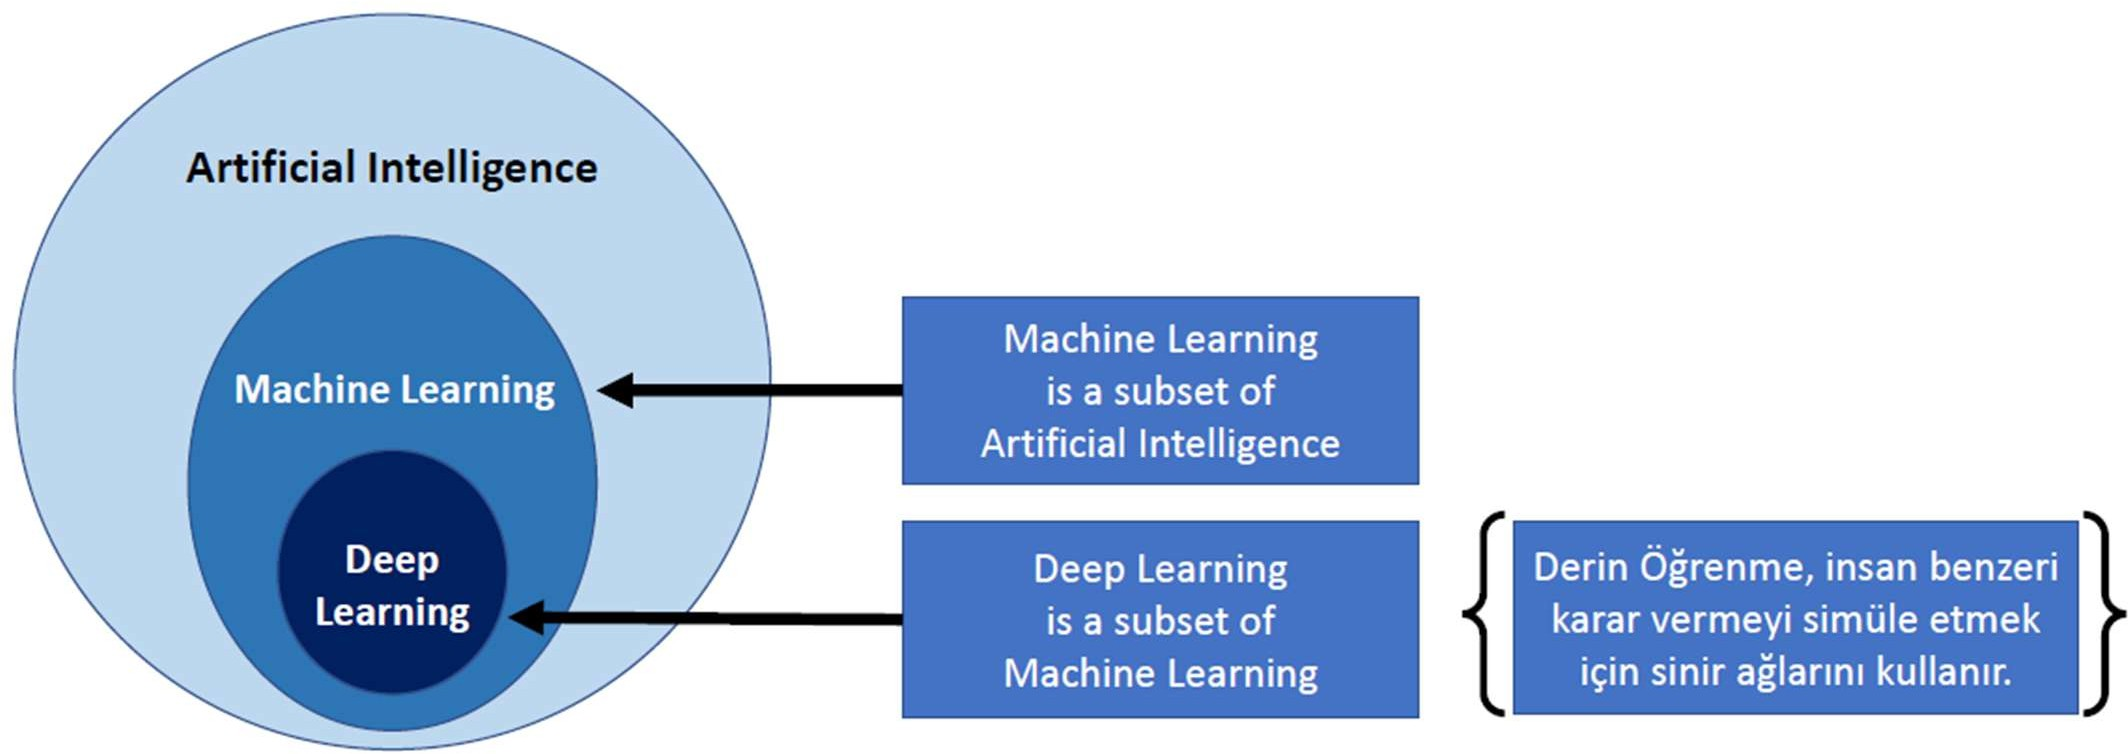 Artificial Intelligence
Machine Learning
Deep
Learning
Machine Learning
is a subset of
Artificial Intelligence
Deep Learning
is a subset of
Machine Learning
Derin Öğrenme, insan benzeri
karar vermeyi simüle etmek
için sinir ağlarını kullanır.